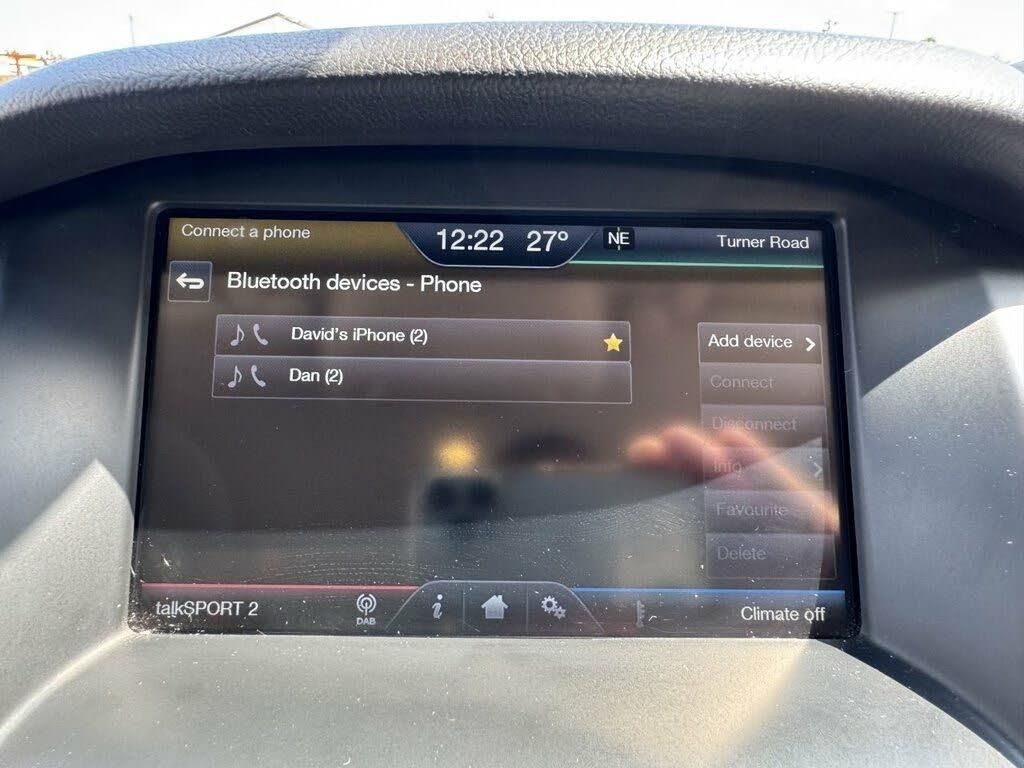 Connect a phone
12:22 27° NE Turner Road
Bluetooth devices - Phone
David's iPhone (2)
Dan (2)
Add device
Connect
Disconnect
Info
Favourite
Delete
talkSPORT 2
DAB
i
Climate off